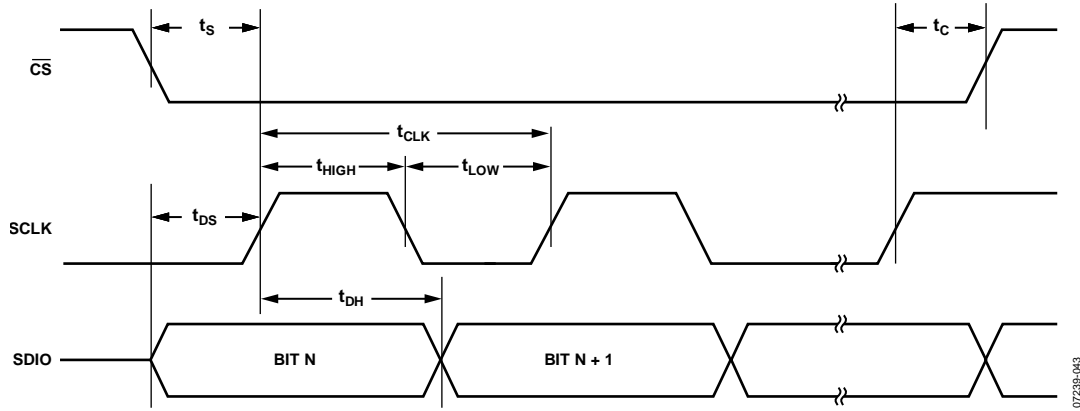 tS
tC
CS
tCLK
tHIGH
tLOW
tDS
SCLK
tDH
SDIO
BIT N
BIT N + 1
07239-043